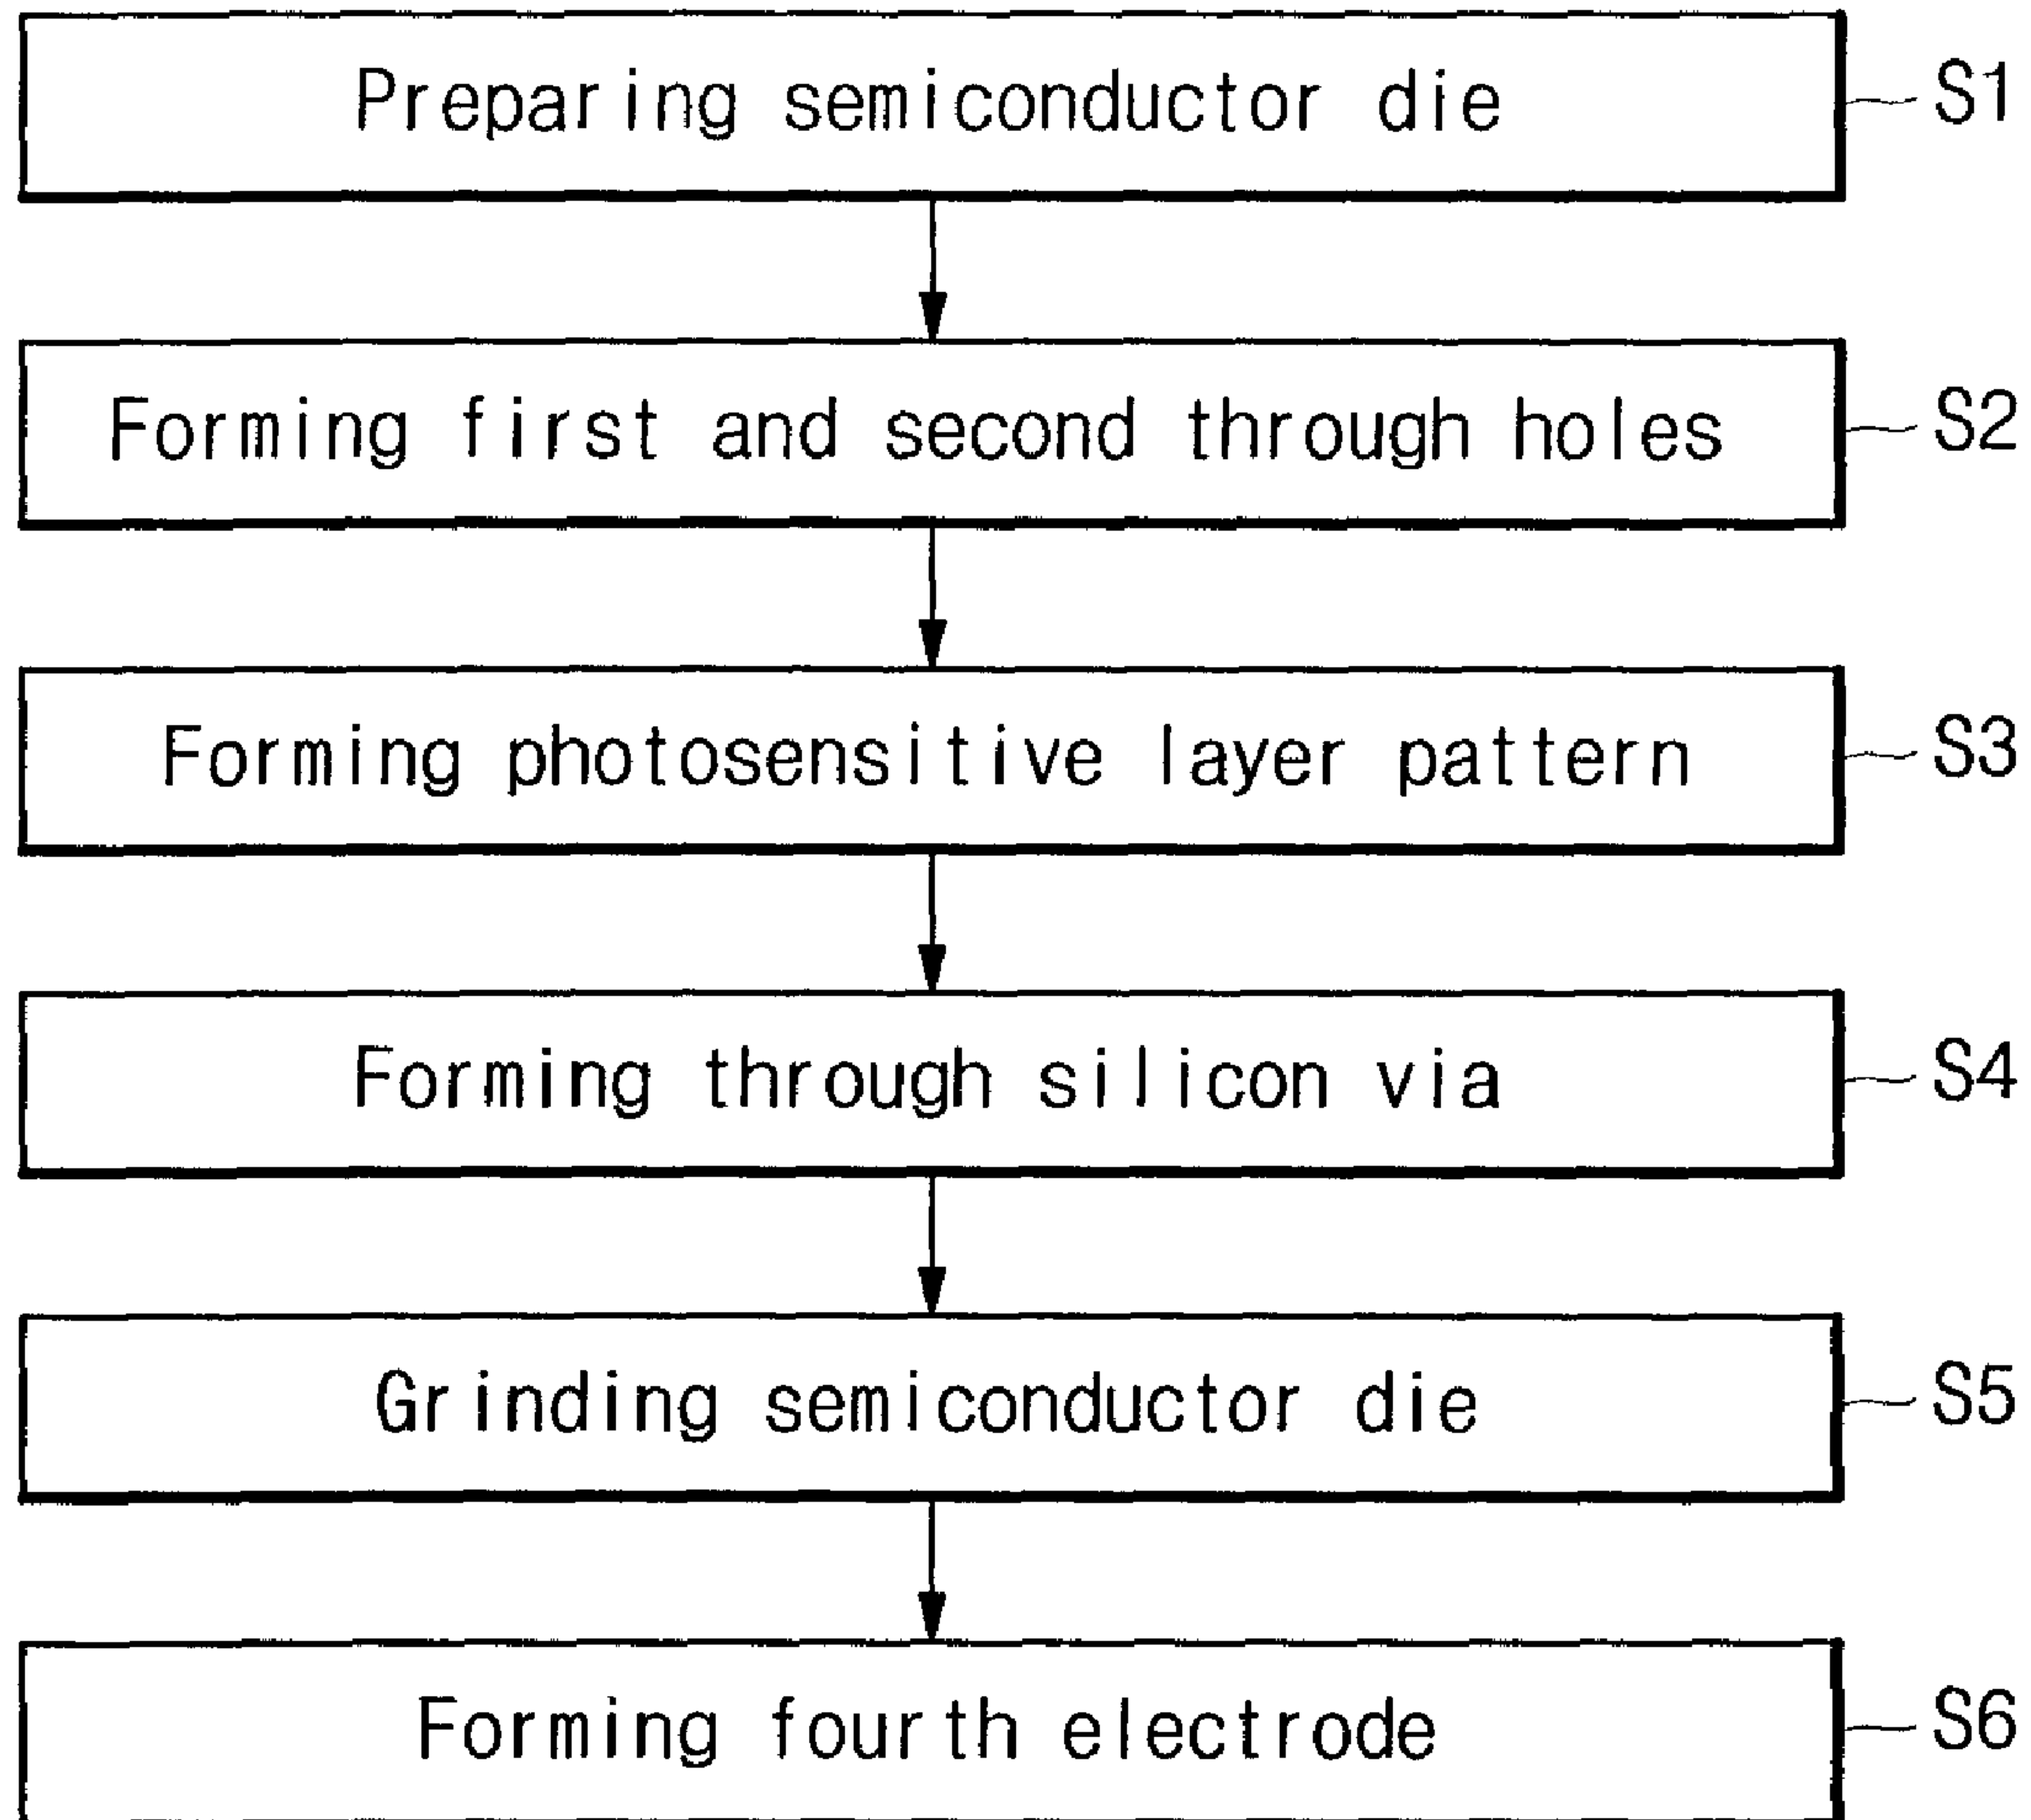 Preparing semiconductor die S1
Forming first and second through holes S2
Forming photosensitive layer pattern S3
Forming through silicon via S4
Grinding semiconductor die S5
Forming fourth electrode S6